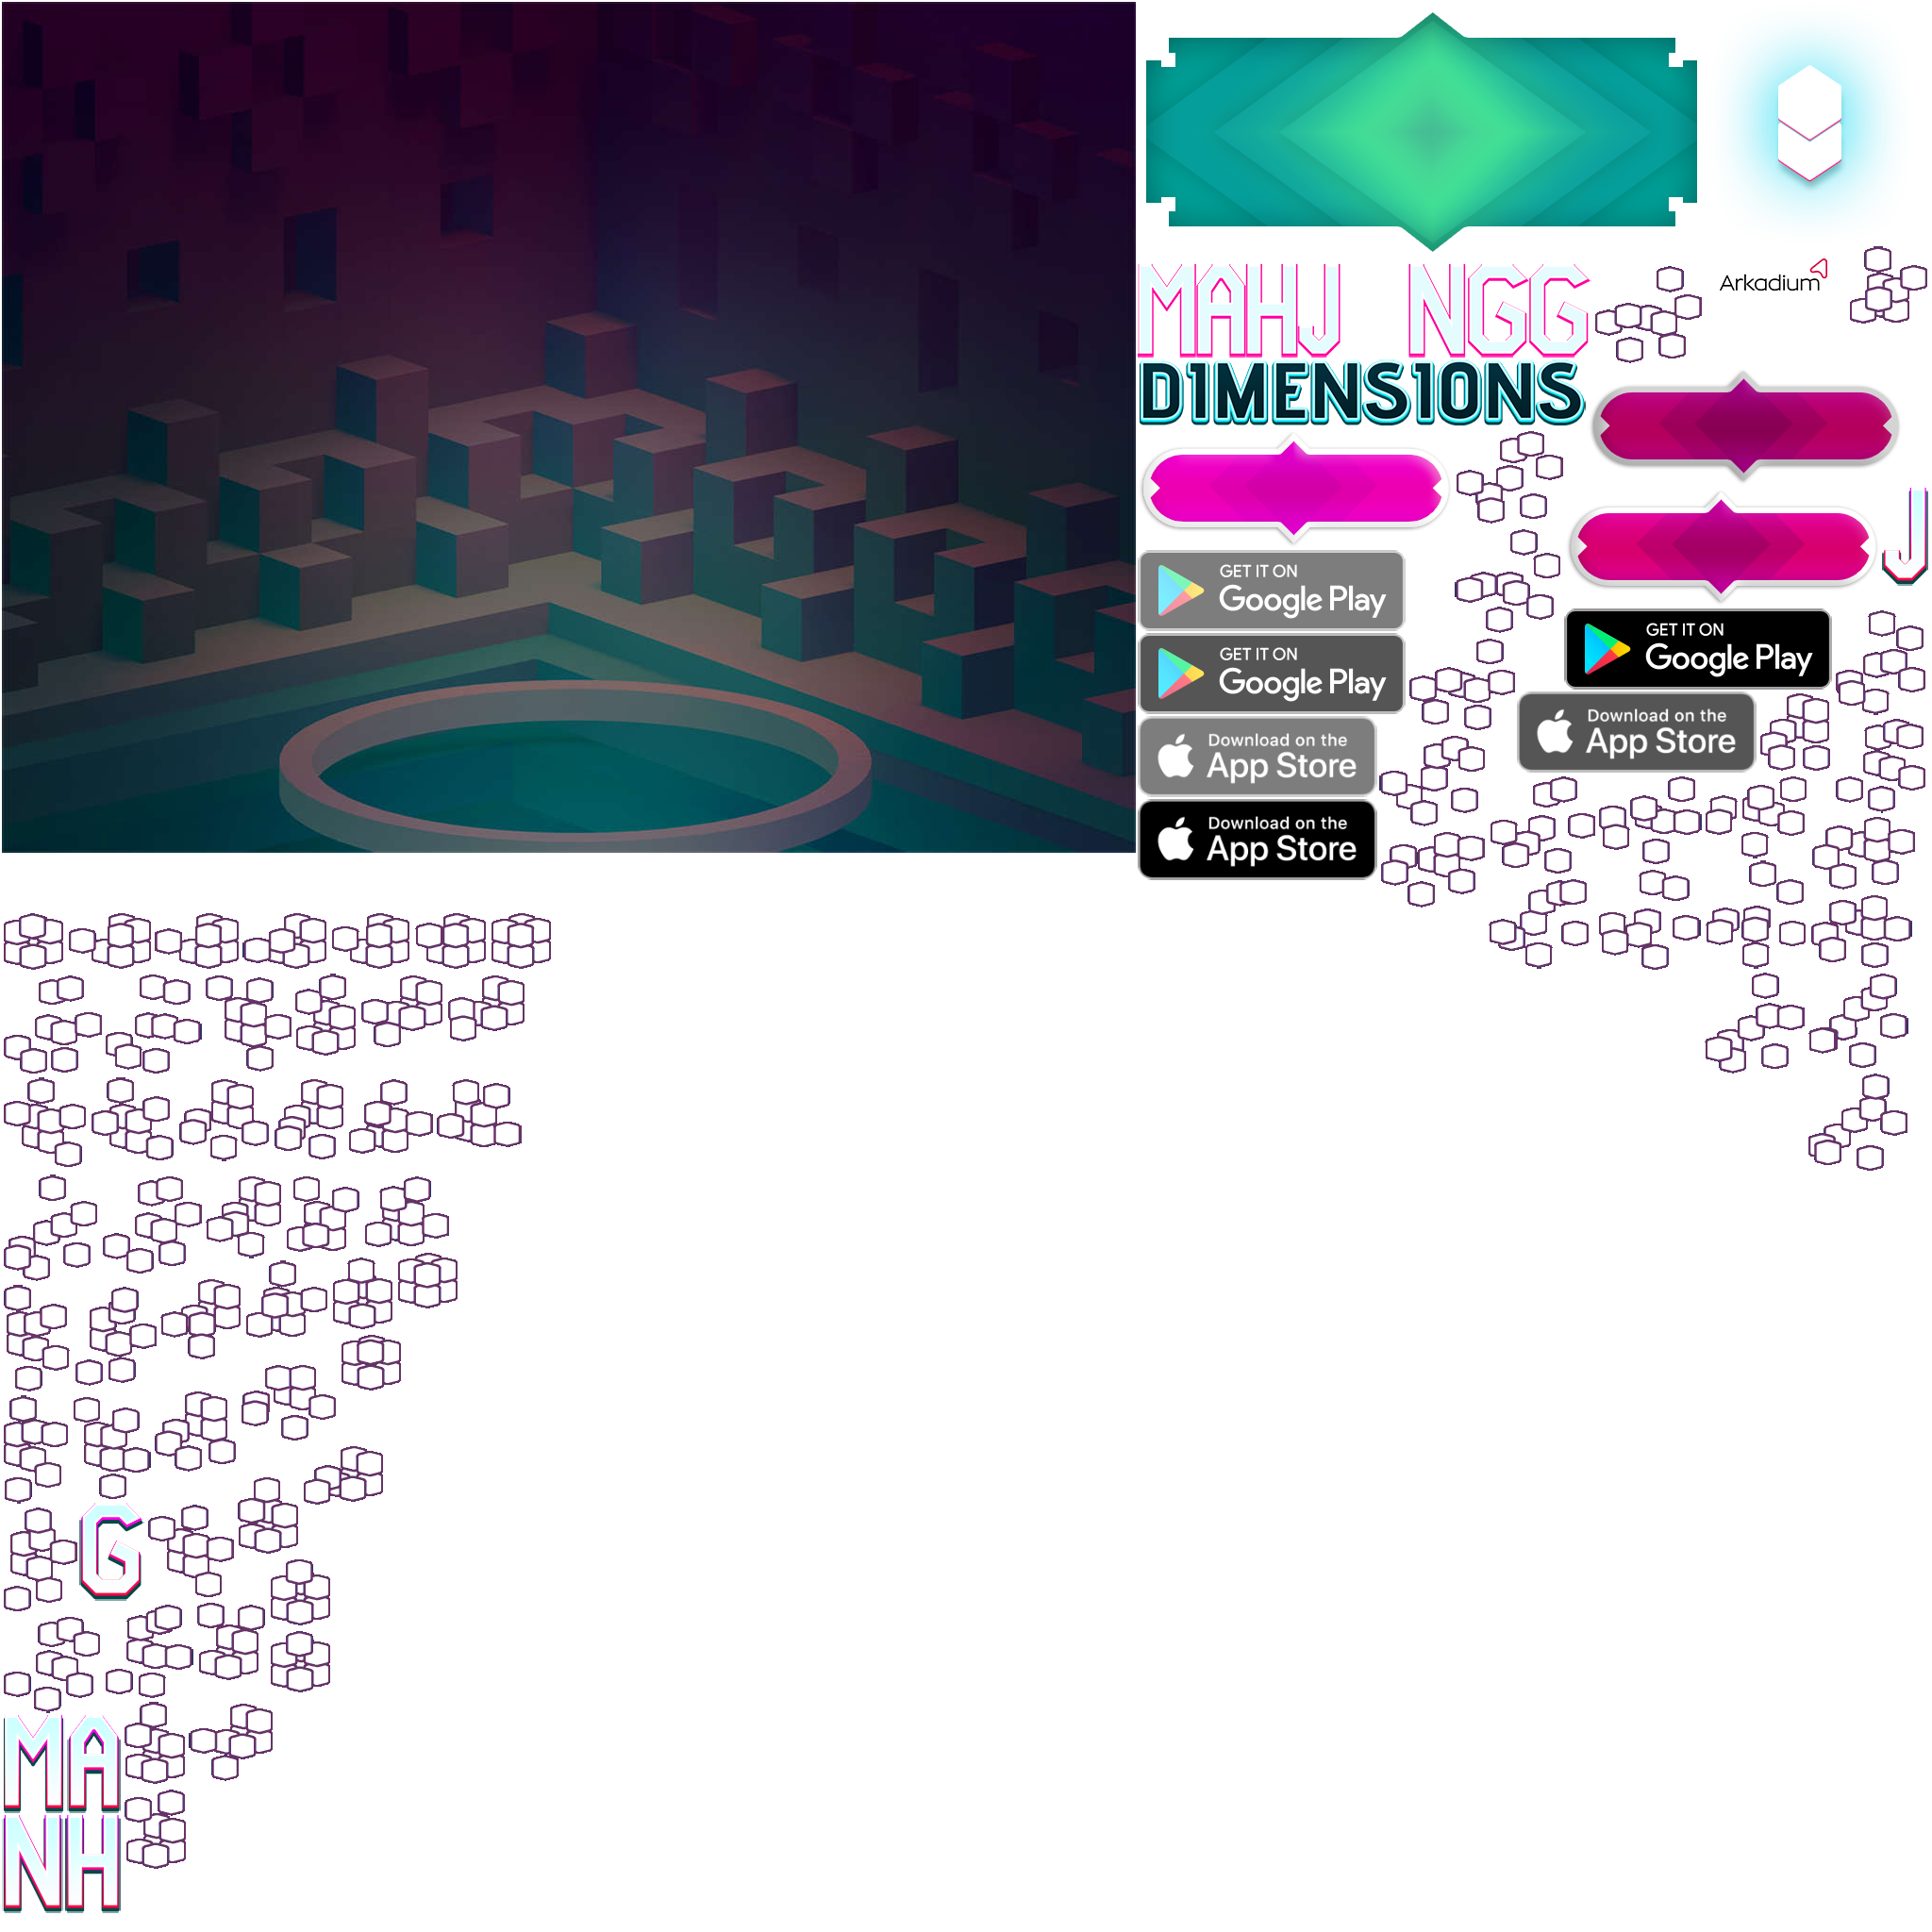 MAHJ NGG
Arkadium
D1MENS1ONS
J
GET IT ON
Google Play
GET IT ON
Google Play
GET IT ON
Google Play
Download on the
App Store
Download on the
App Store
Download on the
App Store
G
MA
NH